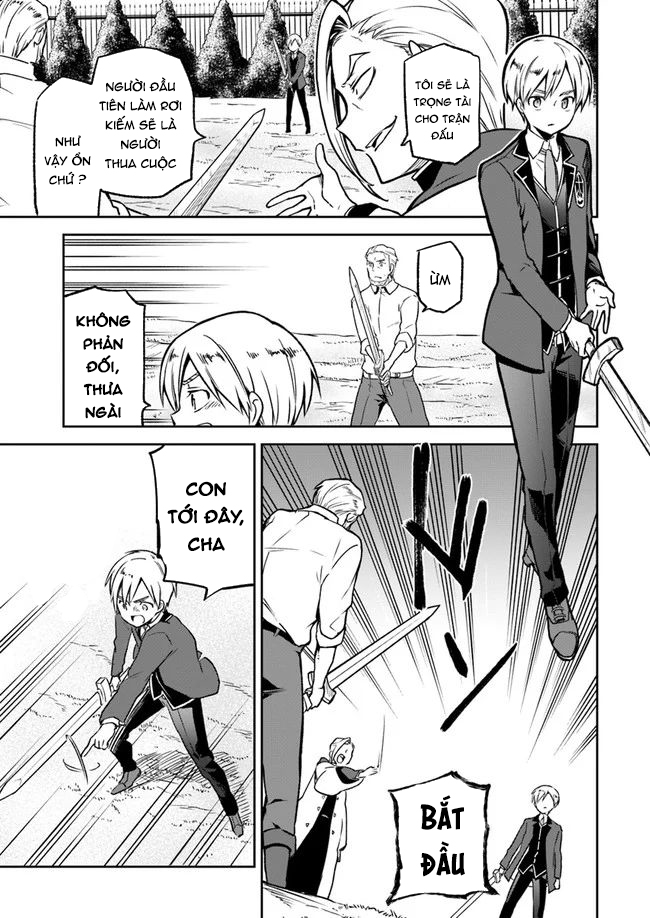 TÔI SẼ LÀ
TRỌNG TÀI
CHO TRẬN
ĐẤU
NGƯỜI ĐẦU
TIÊN LÀM RƠI
KIẾM SẼ LÀ
NGƯỜI
THUA CUỘC
NHƯ
VẬY ỔN
CHỨ ?
ỪM
KHÔNG
PHẢN
ĐỐI,
THƯA
NGÀI
BẮT
ĐẦU
CON
TỚI ĐÂY,
CHA